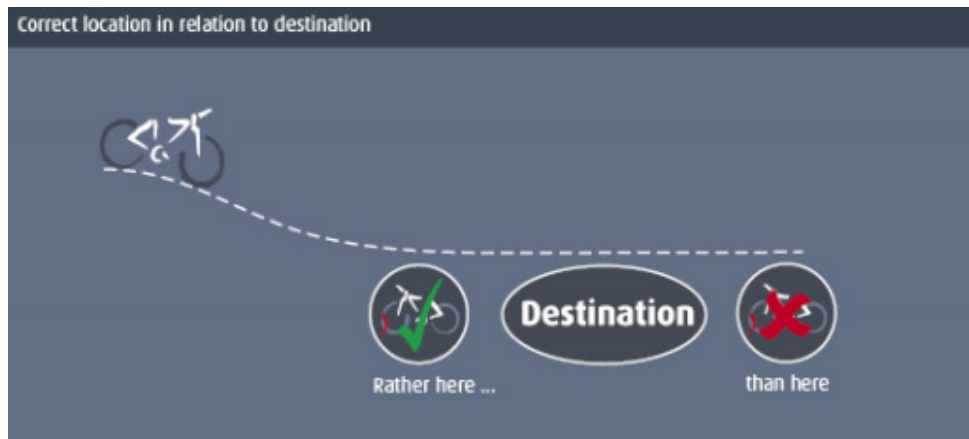 Correct location in relation to destination
Destination
Rather here ...
than here